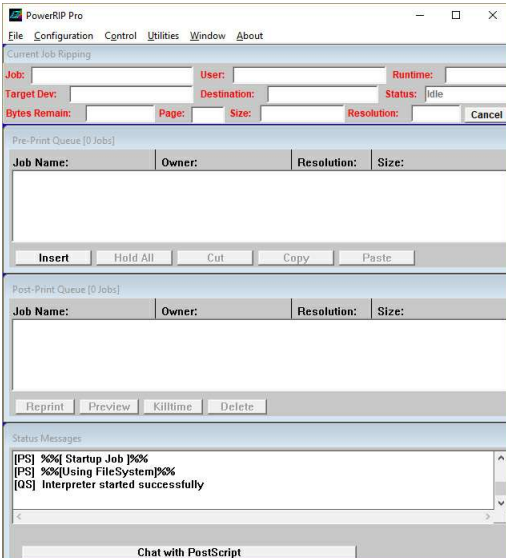 PowerRIP Pro
File Configuration Control Utilities Window About
Current Job Ripping
Job: User: Runtime:
Target Dev: Destination: Status: Idle
Bytes Remain: Page: Size: Resolution: Cancel
Pre-Print Queue [0 Jobs]
Job Name: Owner: Resolution: Size:
Insert Hold All Cut Copy Paste
Post-Print Queue [0 Jobs]
Job Name: Owner: Resolution: Size:
Reprint Preview Killtime Delete
Status Messages
[PS] %%[ Startup Job ]%%
[PS] %%[Using FileSystem]%%
[QS] Interpreter started successfully
Chat with PostScript